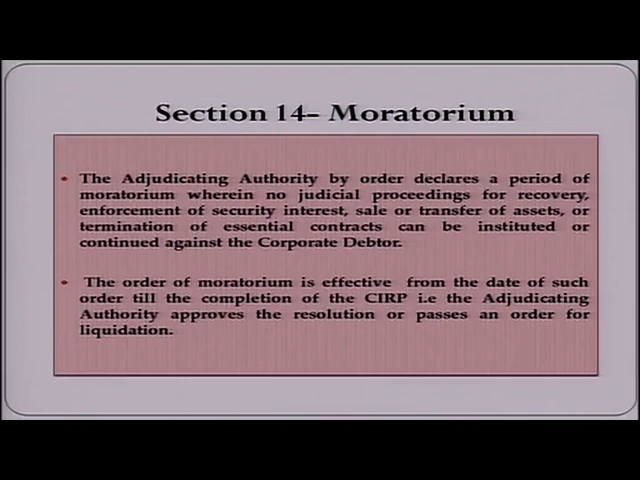 Section 14– Moratorium
• The Adjudicating Authority by order declares a period of
moratorium wherein no judicial proceedings for recovery,
enforcement of security interest, sale or transfer of assets, or
termination of essential contracts can be instituted or
continued against the Corporate Debtor.
• The order of moratorium is effective from the date of such
order till the completion of the CIRP i.e the Adjudicating
Authority approves the resolution or passes an order for
liquidation.